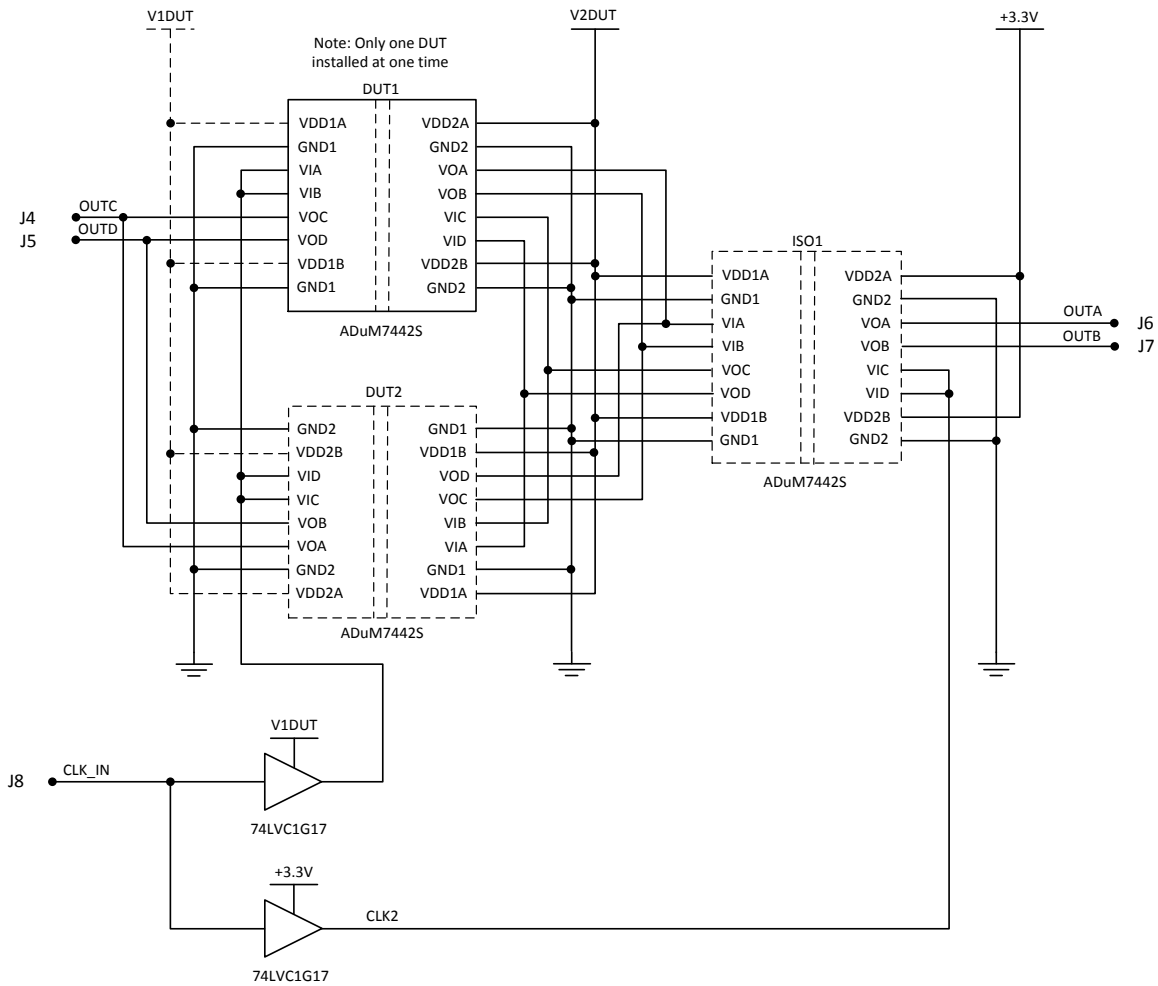 V1DUT
V2DUT
+3.3V
Note: Only one DUT
installed at one time
DUT1
VDD1A
GND1
VIA
VIB
VOC
VOD
VDD1B
GND1
VDD2A
GND2
VOA
VOB
VIC
VID
VDD2B
GND2
ADuM7442S
J4
OUTC
J5
OUTD
ISO1
VDD1A
GND1
VIA
VIB
VOC
VOD
VDD1B
GND1
VDD2A
GND2
VOA
VOB
VIC
VID
VDD2B
GND2
ADuM7442S
OUTA
J6
OUTB
J7
DUT2
GND2
VDD2B
VID
VIC
VOB
VOA
GND2
VDD2A
GND1
VDD1B
VOD
VOC
VIB
VIA
GND1
VDD1A
ADuM7442S
V1DUT
J8
CLK_IN
74LVC1G17
+3.3V
CLK2
74LVC1G17